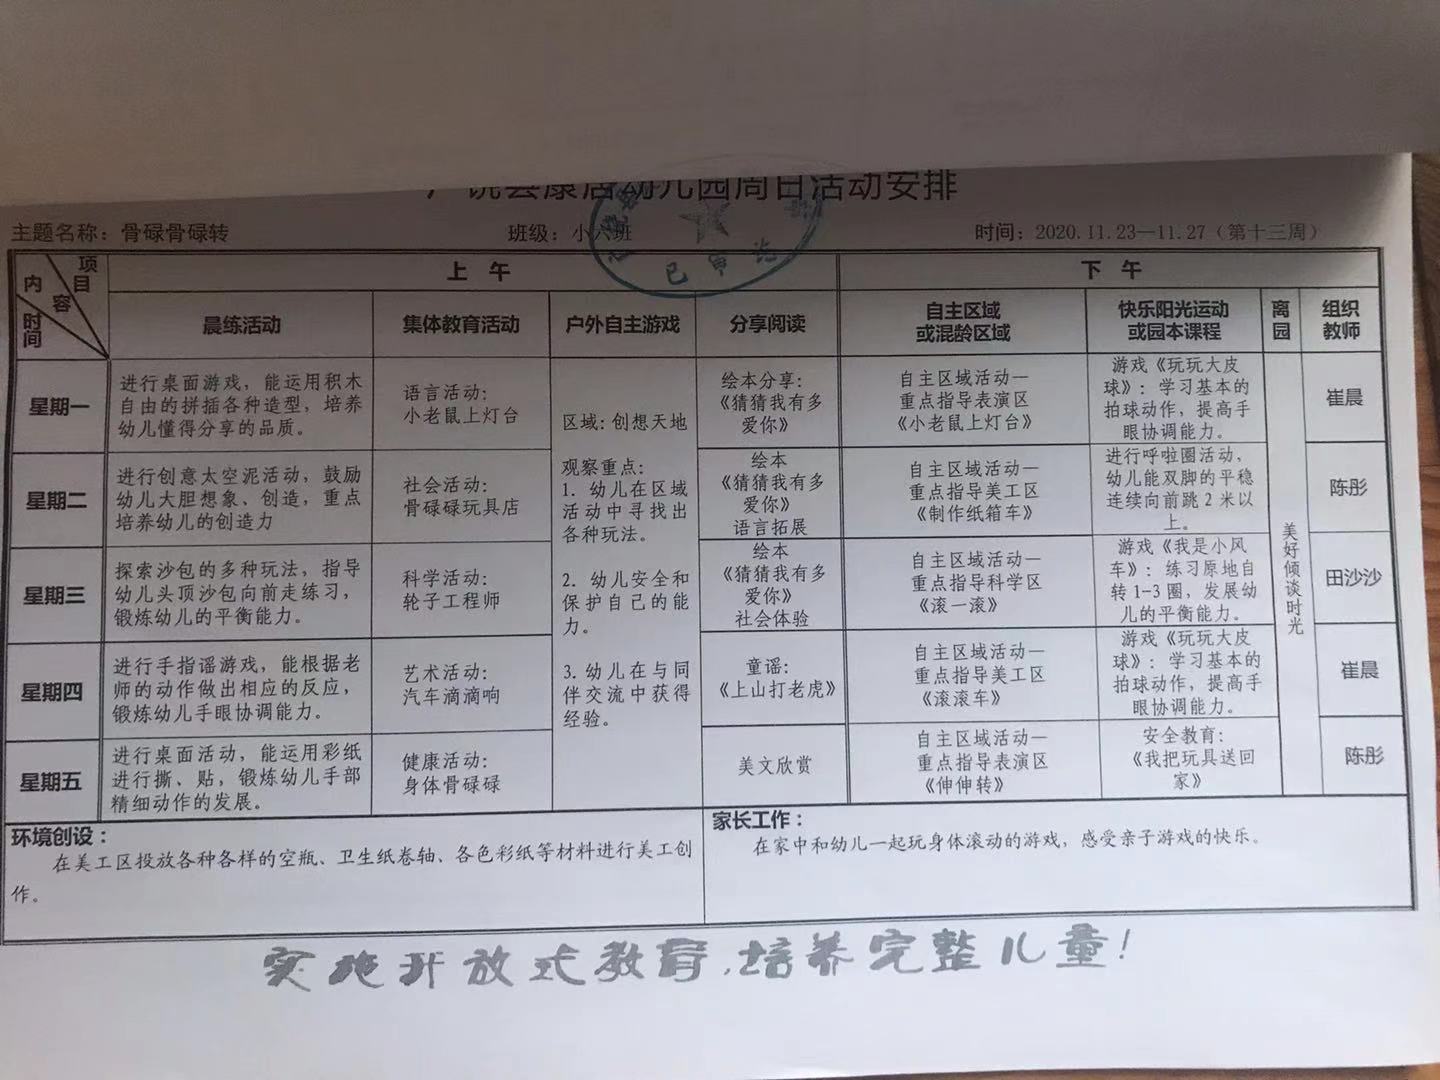 广饶县康居幼儿园周日活动安排
主题名称：骨碌骨碌转 班级：小六班 时间：2020.11.23—11.27（第十三周）
项目 内容 时间 上 午 下 午
晨练活动 集体教育活动 户外自主游戏 分享阅读 自主区域 快乐阳光运动 离 组织
或混龄区域 或园本课程 园 教师
星期一
进行桌面游戏，能运用积木
自由的拼插各种造型，培养
幼儿懂得分享的品质。
语言活动：
小老鼠上灯台
区域：创想天地
观察重点：
1. 幼儿在区域
活动中寻找出
各种玩法。
2. 幼儿安全和
保护自己的能
力。
3. 幼儿在与同
伴交流中获得
经验。
绘本分享：
《猜猜我有多
爱你》
自主区域活动—
重点指导表演区
《小老鼠上灯台》
游戏《玩玩大皮
球》：学习基本的
拍球动作，提高手
眼协调能力。
美好倾谈时光
崔晨
星期二
进行创意太空泥活动，鼓励
幼儿大胆想象、创造，重点
培养幼儿的创造力
社会活动：
骨碌碌玩具店
绘本
《猜猜我有多
爱你》
语言拓展
自主区域活动—
重点指导美工区
《制作纸箱车》
进行呼啦圈活动，
幼儿能双脚的平稳
连续向前跳2米以
上。
陈彤
星期三
探索沙包的多种玩法，指导
幼儿头顶沙包向前走练习，
锻炼幼儿的平衡能力。
科学活动：
轮子工程师
绘本
《猜猜我有多
爱你》
社会体验
自主区域活动—
重点指导科学区
《滚一滚》
游戏《我是小风
车》：练习原地自
转1-3圈，发展幼
儿的平衡能力。
田沙沙
星期四
进行手指谣游戏，能根据老
师的动作做出相应的反应，
锻炼幼儿手眼协调能力。
艺术活动：
汽车滴滴响
童谣：
《上山打老虎》
自主区域活动—
重点指导美工区
《滚滚车》
游戏《玩玩大皮
球》：学习基本的
拍球动作，提高手
眼协调能力。
崔晨
星期五
进行桌面活动，能运用彩纸
进行撕、贴，锻炼幼儿手部
精细动作的发展。
健康活动：
身体骨碌碌
美文欣赏
自主区域活动—
重点指导表演区
《伸伸转》
安全教育：
《我把玩具送回
家》
陈彤
环境创设：
在美工区投放各种各样的空瓶、卫生纸卷轴、各色彩纸等材料进行美工创
作。
家长工作：
在家中和幼儿一起玩身体滚动的游戏，感受亲子游戏的快乐。
实施开放式教育，培养完整儿童！
已审